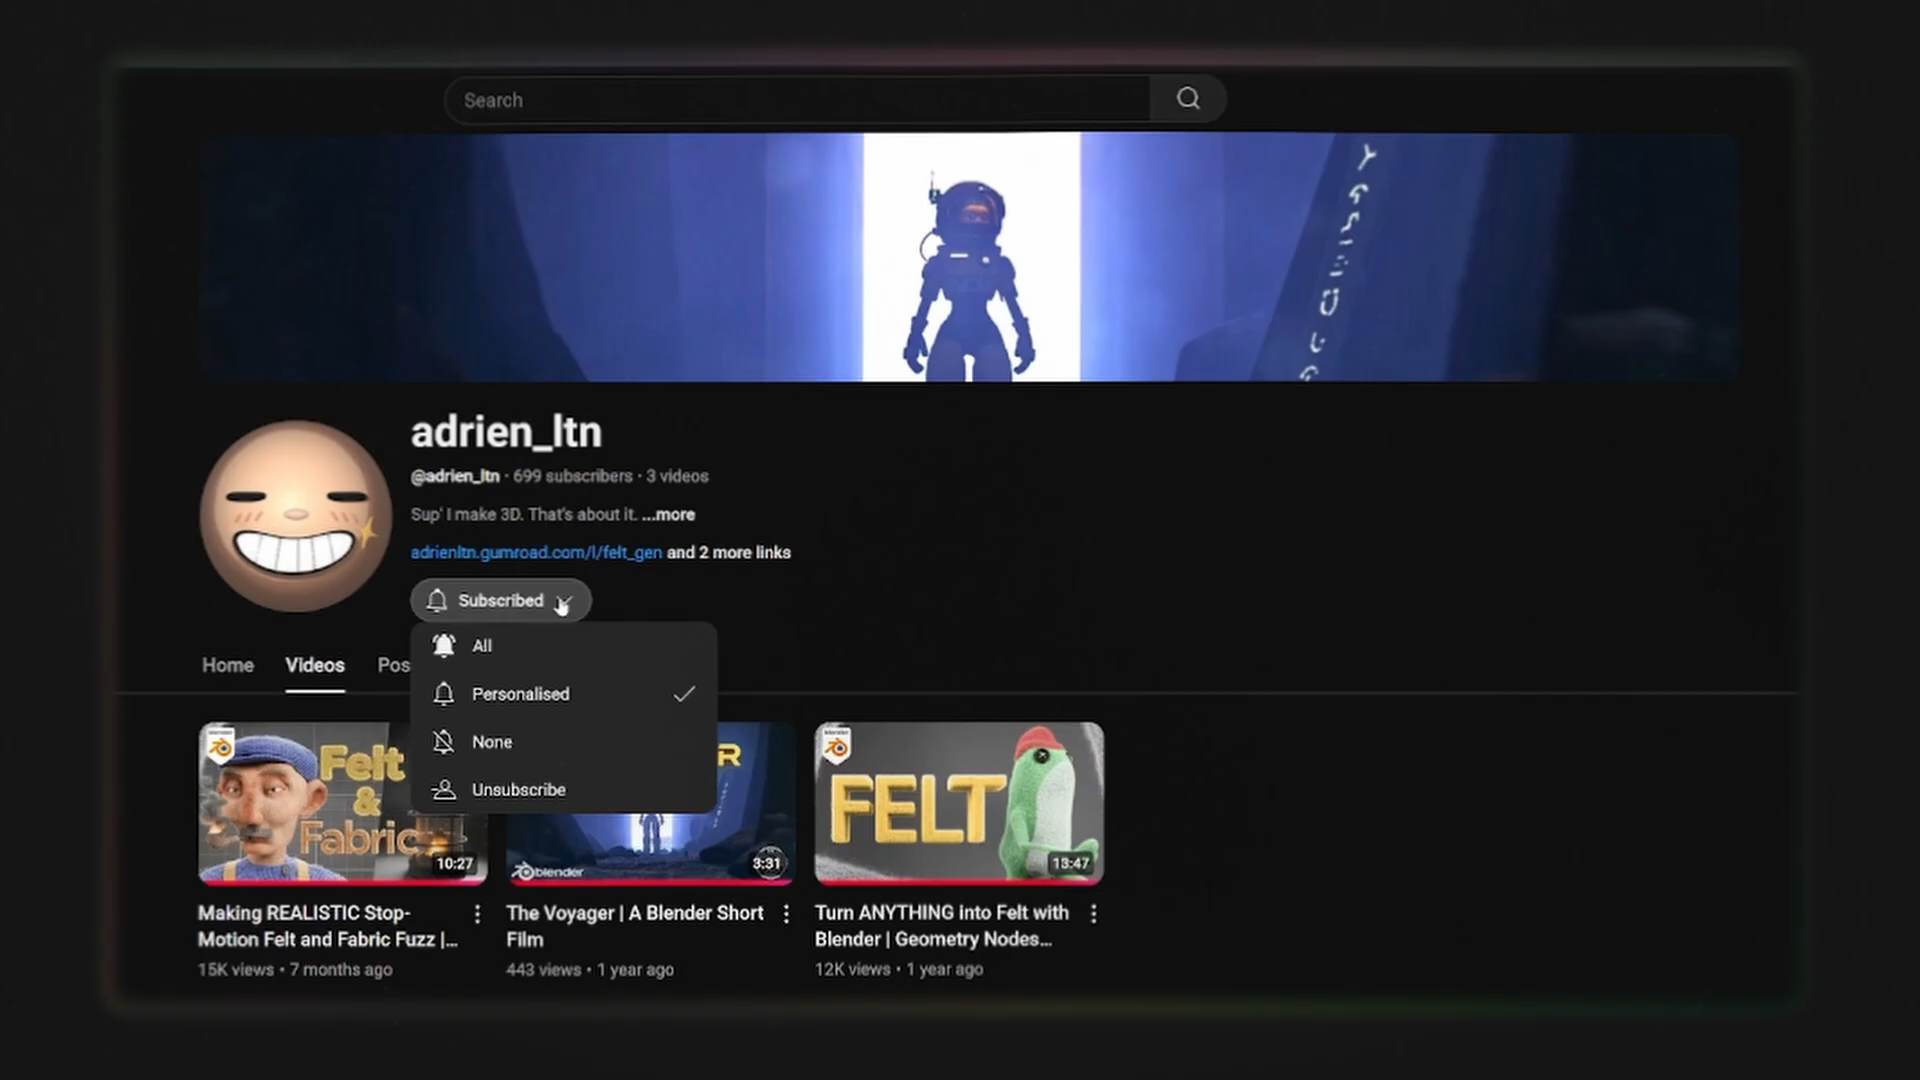 Search
adrien_ltn
@adrien_ltn · 699 subscribers · 3 videos
Sup' I make 3D. That's about it. ...more
adrienltn.gumroad.com/l/felt_gen and 2 more links
Subscribed
All
Personalised
None
Unsubscribe
Home Videos Pos
blender
Felt
&
Fabric
10:27
R
blender
3:31
FELT
13:47
Making REALISTIC Stop-
Motion Felt and Fabric Fuzz |...
15K views • 7 months ago
The Voyager | A Blender Short
Film
443 views • 1 year ago
Turn ANYTHING into Felt with
Blender | Geometry Nodes...
12K views • 1 year ago